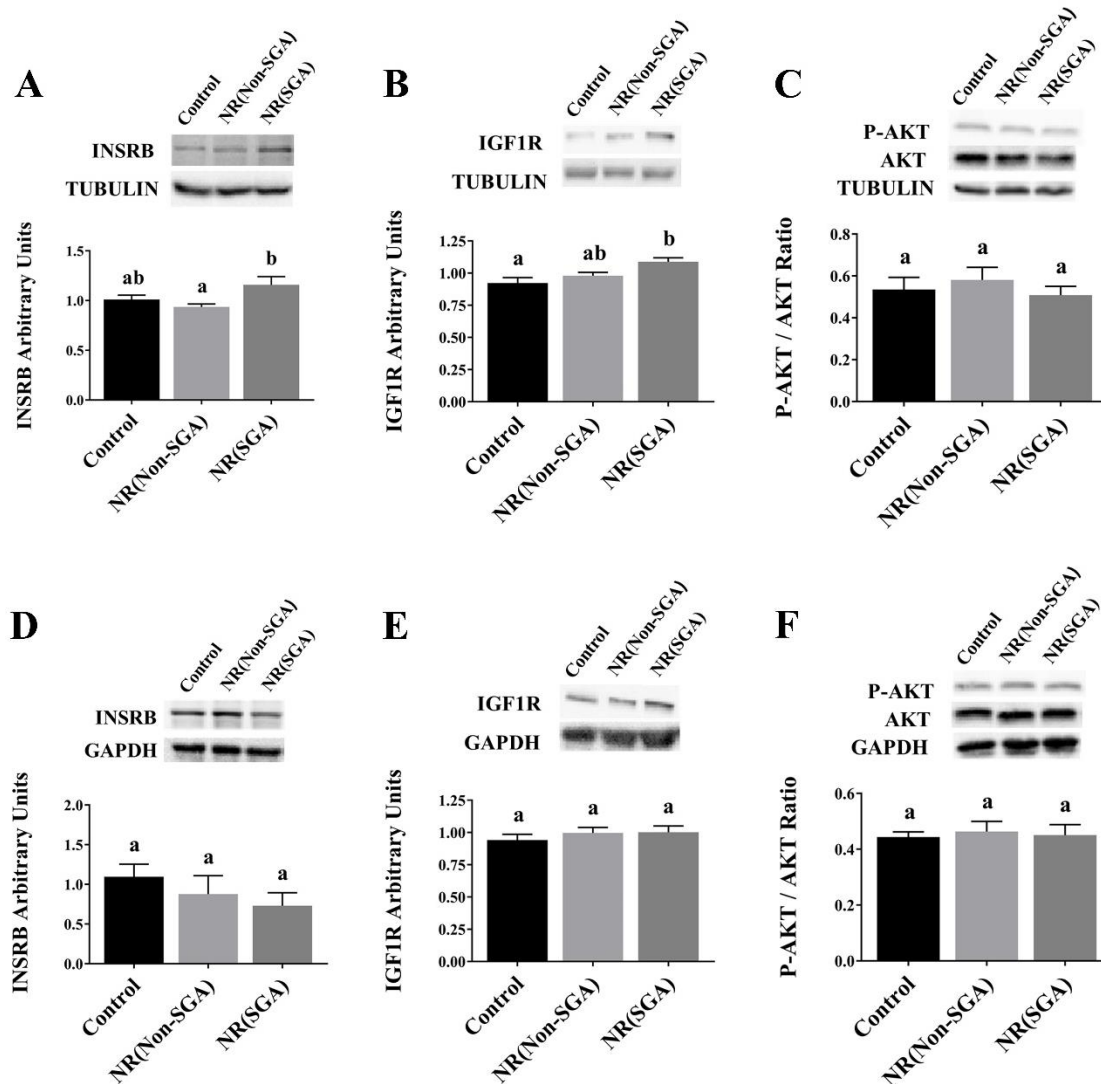 A
Control
NR(Non-SGA)
NR(SGA)
INSRB
TUBULIN
INSRB Arbitrary Units
1.5
1.0
0.5
0.0
ab
a
b
Control
NR(Non-SGA)
NR(SGA)
B
Control
NR(Non-SGA)
NR(SGA)
IGF1R
TUBULIN
IGF1R Arbitrary Units
1.25
1.00
0.75
0.50
0.25
0.00
a
ab
b
Control
NR(Non-SGA)
NR(SGA)
C
Control
NR(Non-SGA)
NR(SGA)
P-AKT
AKT
TUBULIN
P-AKT / AKT Ratio
0.8
0.6
0.4
0.2
0.0
a
a
a
Control
NR(Non-SGA)
NR(SGA)
D
Control
NR(Non-SGA)
NR(SGA)
INSRB
GAPDH
INSRB Arbitrary Units
2.0
1.5
1.0
0.5
0.0
a
a
a
Control
NR(Non-SGA)
NR(SGA)
E
Control
NR(Non-SGA)
NR(SGA)
IGF1R
GAPDH
IGF1R Arbitrary Units
1.25
1.00
0.75
0.50
0.25
0.00
a
a
a
Control
NR(Non-SGA)
NR(SGA)
F
Control
NR(Non-SGA)
NR(SGA)
P-AKT
AKT
GAPDH
P-AKT / AKT Ratio
0.6
0.4
0.2
0.0
a
a
a
Control
NR(Non-SGA)
NR(SGA)